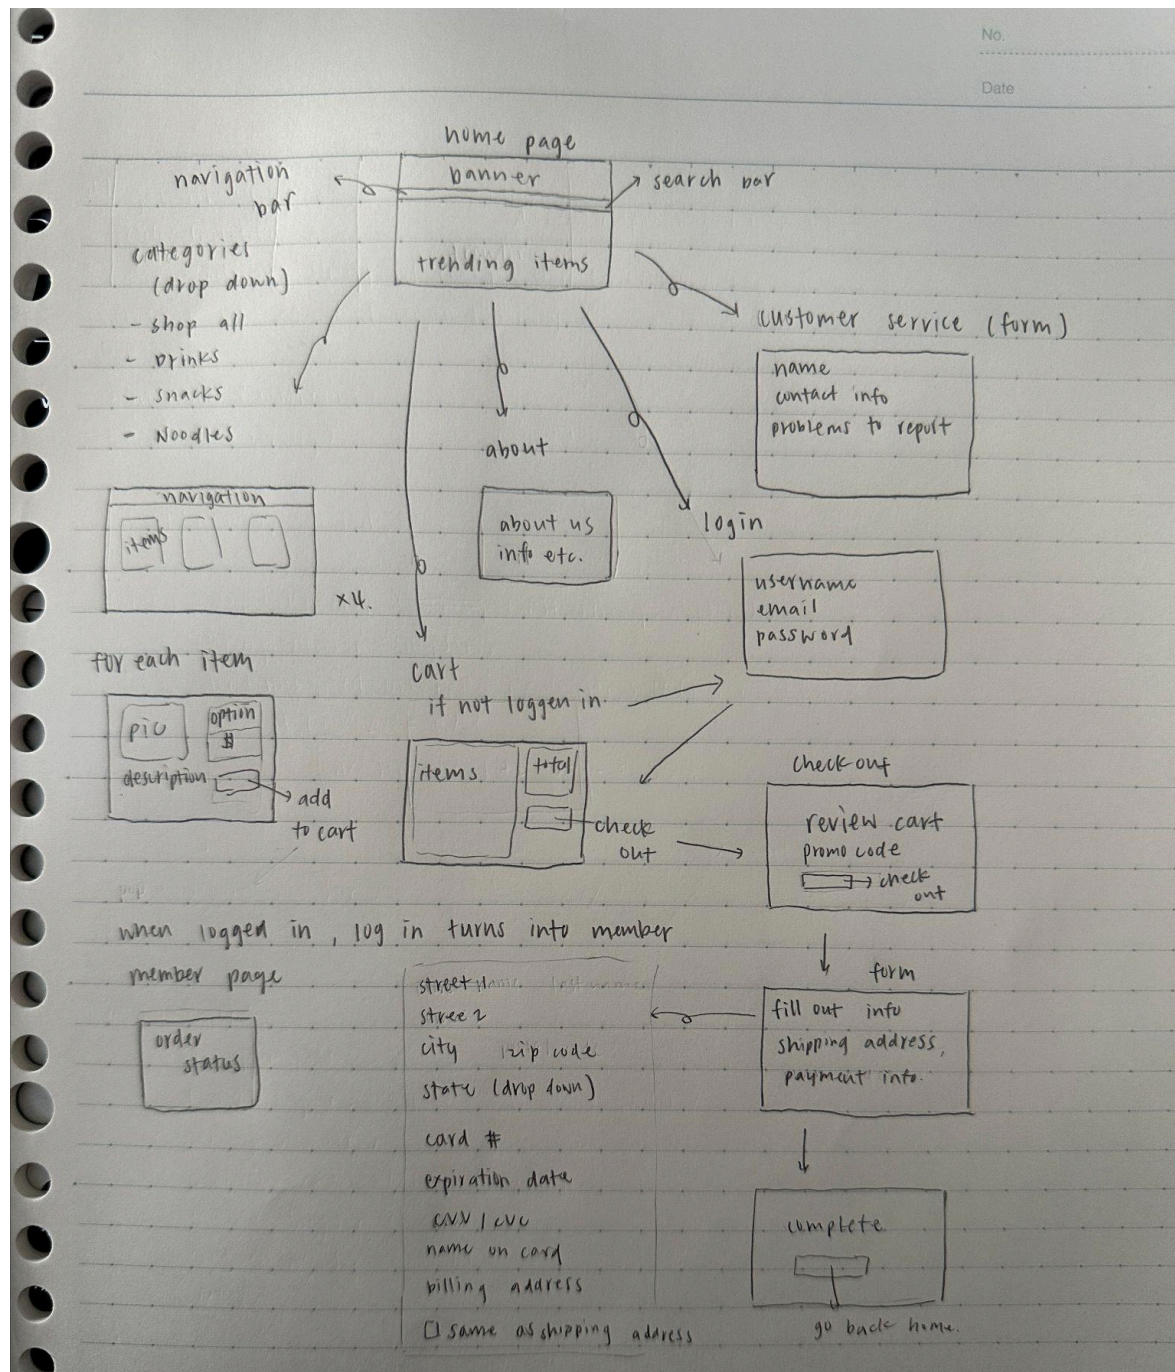 No.
Date
home page
banner
navigation
bar
search bar
trending items
categories
(drop down)
- shop all
- Drinks
- snacks
- Noodles
customer service (form)
name
contact info
problems to report
about
about us
info etc.
login
username
email
password
navigation
items
x4.
for each item
pic
option
$
description
add
to cart
cart
if not loggen in
items
total
check
out
check out
review cart
promo code
check
out
pop
when logged in, log in turns into member
member page
order
status
form
fill out info
shipping address,
payment info.
street 1
stree 2
city zip code
state (drop down)
card #
expiration date
CVV / CVC
name on card
billing address
same as shipping address
complete
go back home.